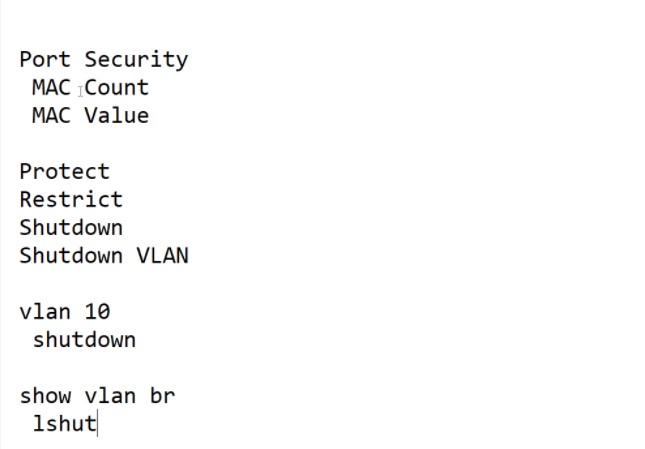 Port Security
MAC Count
MAC Value
Protect
Restrict
Shutdown
Shutdown VLAN
vlan 10
shutdown
show vlan br
lshut